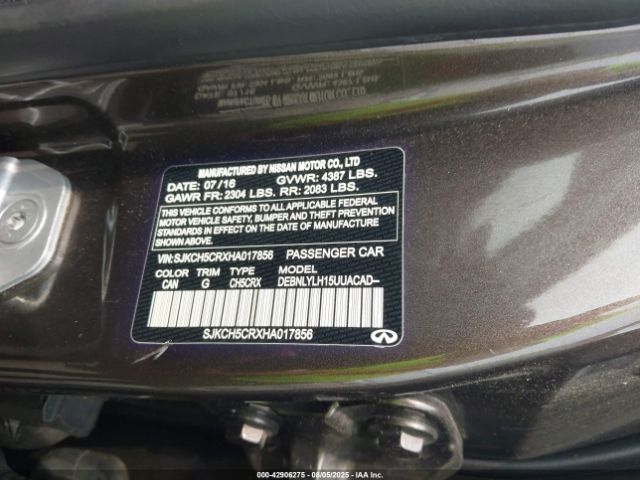 MANUFACTURED BY NISSAN MOTOR CO., LTD
DATE: 07/16 GVWR: 4387 LBS.
GAWR FR: 2304 LBS. RR: 2083 LBS.
THIS VEHICLE CONFORMS TO ALL APPLICABLE FEDERAL
MOTOR VEHICLE SAFETY, BUMPER AND THEFT PREVENTION
STANDARDS IN EFFECT ON THE DATE OF MANUFACTURE
SHOWN ABOVE.
VIN: SJKCH5CRXHA017856 PASSENGER CAR
COLOR TRIM TYPE MODEL
CAN G CH5CRX DEBNLYLH15UUACAD--
SJKCH5CRXHA017856
000-42906275 - 08/05/2025 - IAA Inc.